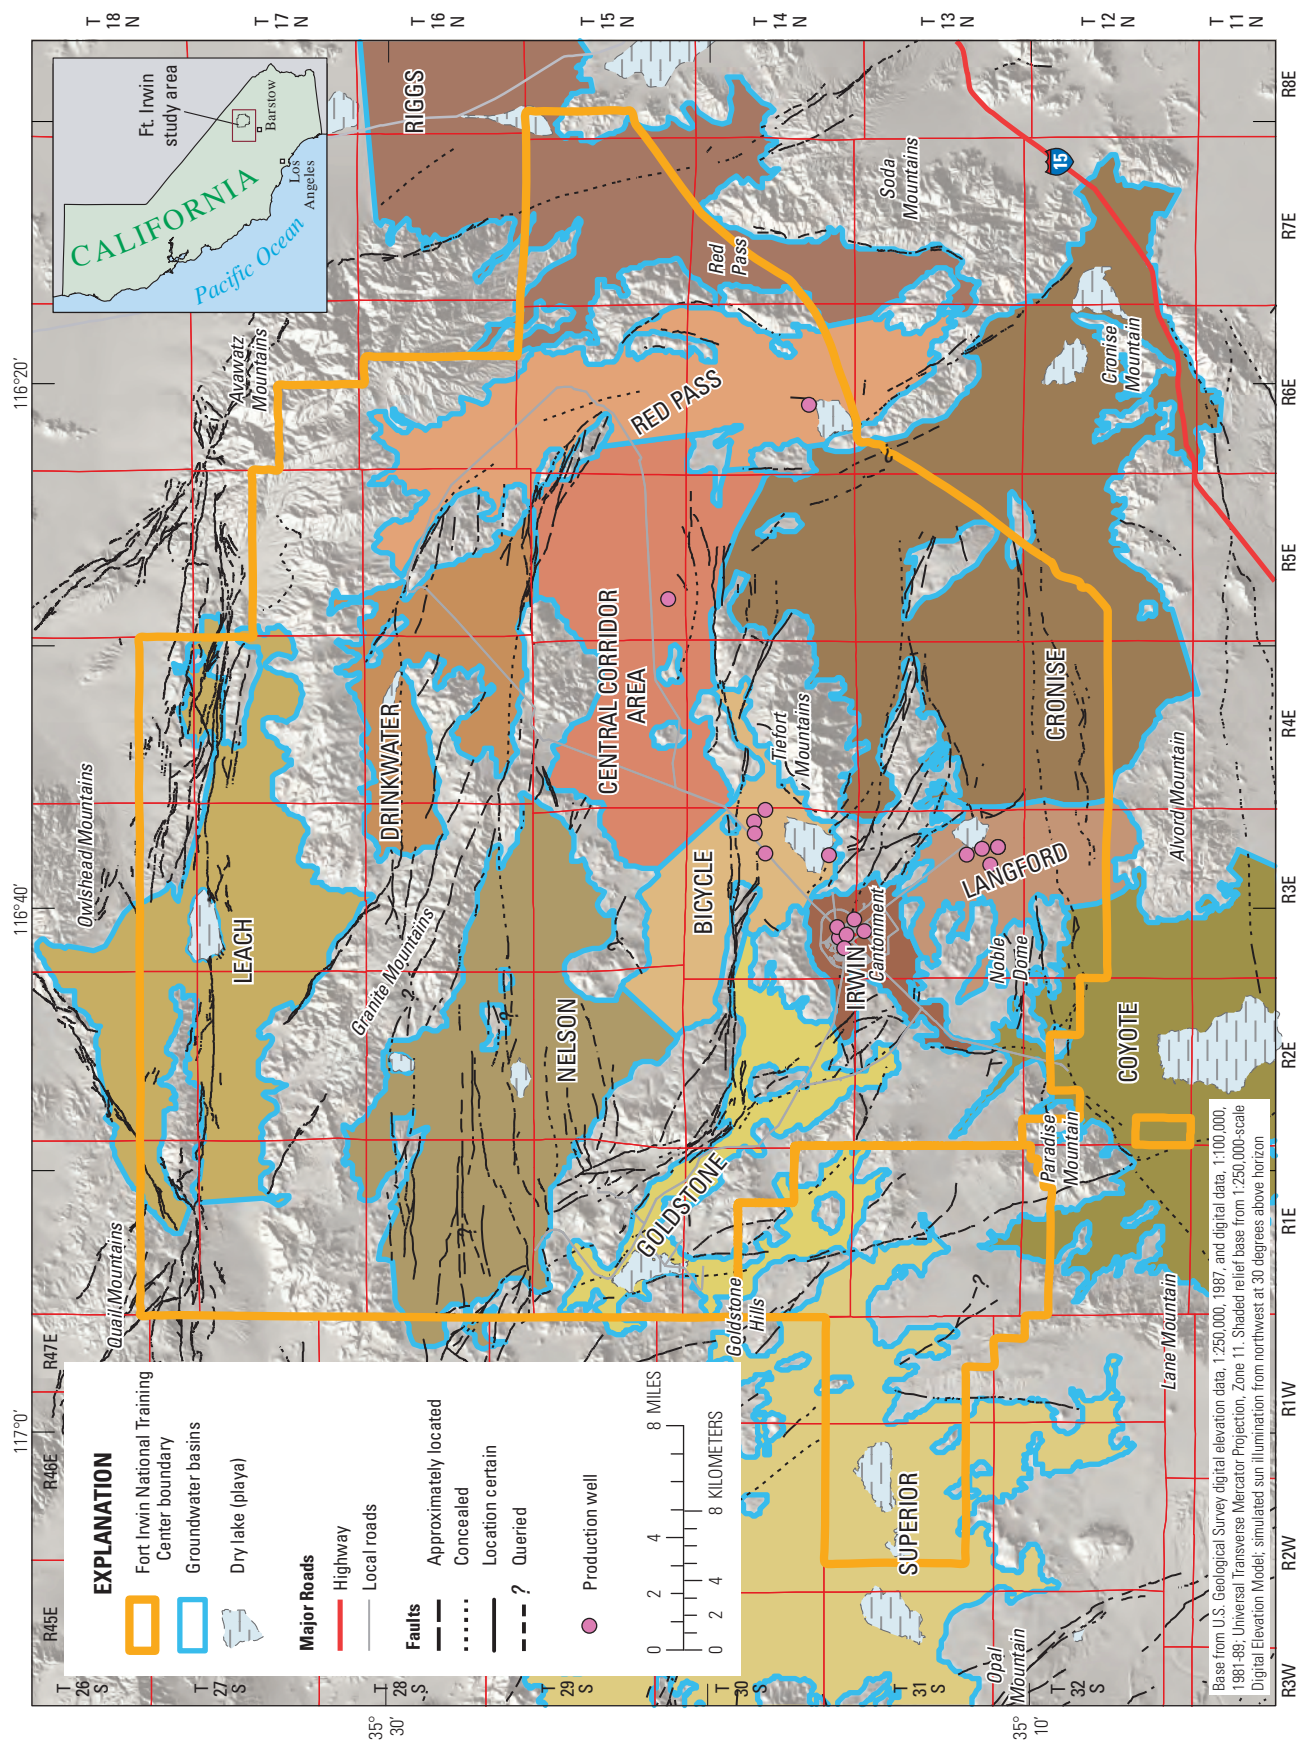 T
18
N
T
17
N
T
16
N
T
15
N
T
14
N
T
13
N
T
12
N
T
11
N
R8E
R7E
R6E
R5E
R4E
R3E
R2E
R1E
R1W
R2W
R3W
116°20'
116°40'
117°0'
R47E
R46E
R45E
T
26
S
T
27
S
T
28
S
T
29
S
T
30
S
T
31
S
T
32
S
35°
30'
35°
10'
CALIFORNIA
Pacific Ocean
Ft. Irwin
study area
Barstow
Los
Angeles
RIGGS
Avawatz
Mountains
Soda
Mountains
Red
Pass
RED PASS
15
Cronise
Mountain
CENTRAL CORRIDOR
AREA
DRINKWATER
Tiefort
Mountains
CRONISE
Owlshead Mountains
LEACH
Granite Mountains
?
?
?
BICYCLE
IRWIN
Cantonment
LANGFORD
Alvord Mountain
Noble
Dome
NELSON
COYOTE
GOLDSTONE
Paradise
Mountain
Quail Mountains
Goldstone
Hills
?
Lane Mountain
SUPERIOR
Opal
Mountain
EXPLANATION
Fort Irwin National Training
Center boundary
Groundwater basins
Dry lake (playa)
Major Roads
Highway
Local roads
Faults
Approximately located
Concealed
Location certain
? Queried
Production well
0 2 4 8 MILES
0 2 4 8 KILOMETERS
Base from U.S. Geological Survey digital elevation data, 1:250,000, 1987, and digital data, 1:100,000,
1981-89; Universal Transverse Mercator Projection, Zone 11. Shaded relief base from 1:250,000-scale
Digital Elevation Model; simulated sun illumination from northwest at 30 degrees above horizon